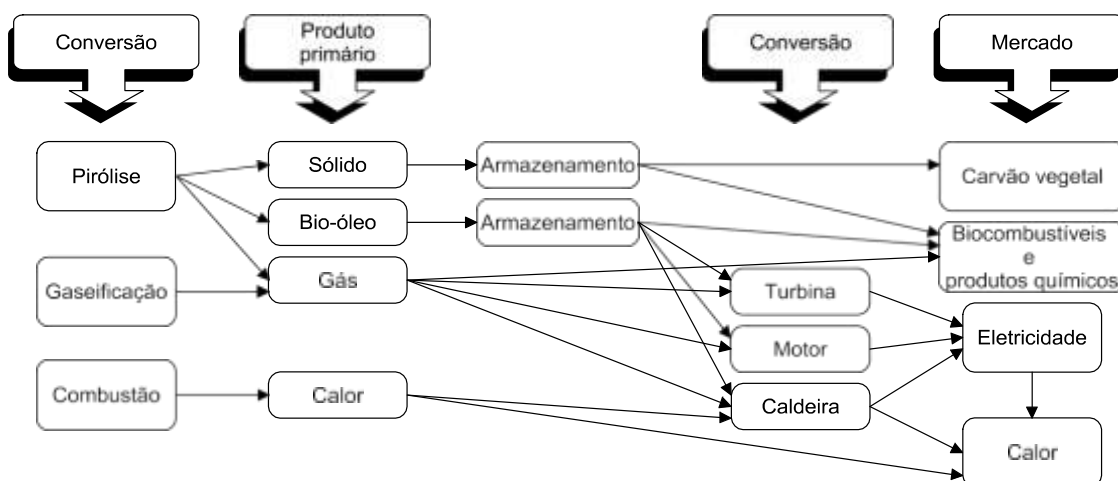 Conversão
Produto
primário
Conversão
Mercado
Pirólise
Sólido
Armazenamento
Carvão vegetal
Bio-óleo
Armazenamento
Biocombustíveis
e
produtos químicos
Gaseificação
Gás
Turbina
Motor
Eletricidade
Combustão
Calor
Caldeira
Calor